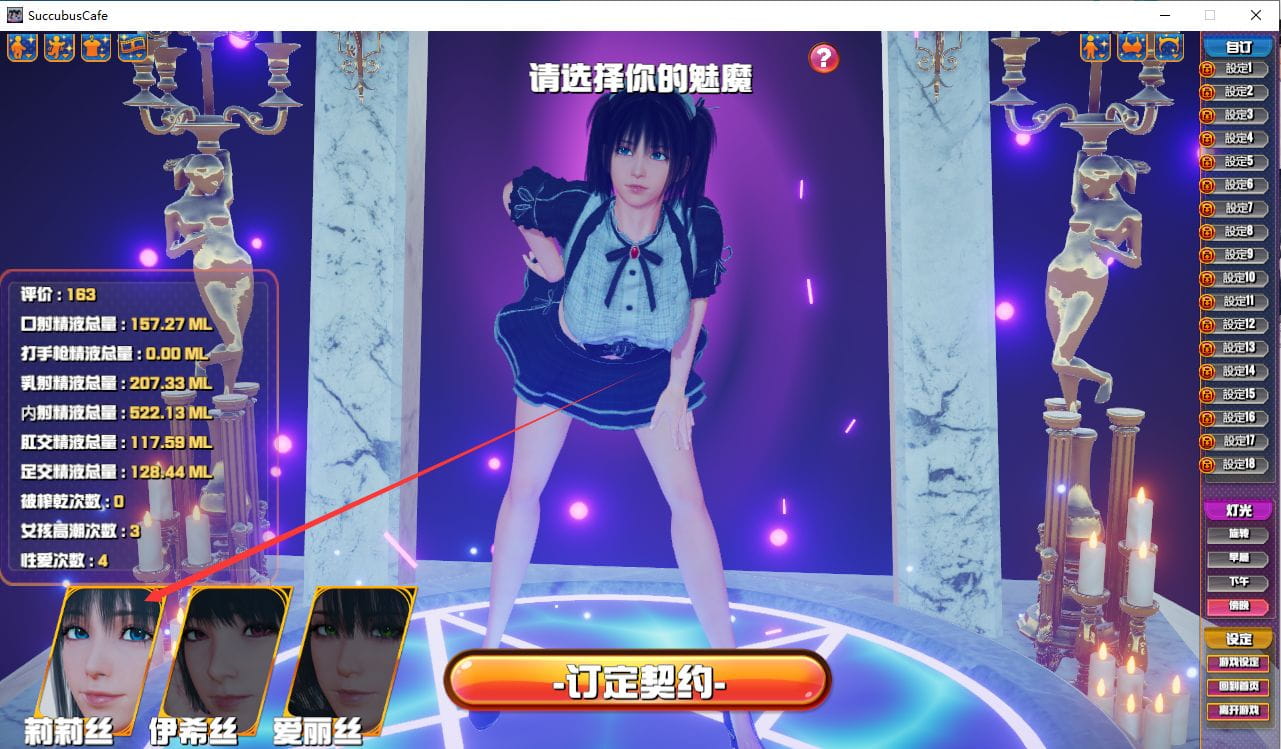 SuccubusCafe
请选择你的魅魔
?
评价 : 163
口射精液总量 : 157.27 ML
打手枪精液总量 : 0.00 ML
乳射精液总量 : 207.33 ML
内射精液总量 : 522.13 ML
肛交精液总量 : 117.59 ML
足交精液总量 : 128.44 ML
被榨乾次数 : 0
女孩高潮次数 : 3
性爱次数 : 4
莉莉丝
伊希丝
爱丽丝
-订定契约-
自订
設定1
設定2
設定3
設定4
設定5
設定6
設定7
設定8
設定9
設定10
設定11
設定12
設定13
設定14
設定15
設定16
設定17
設定18
灯光
旋转
早晨
下午
傍晚
设定
游戏设定
回到首页
离开游戏